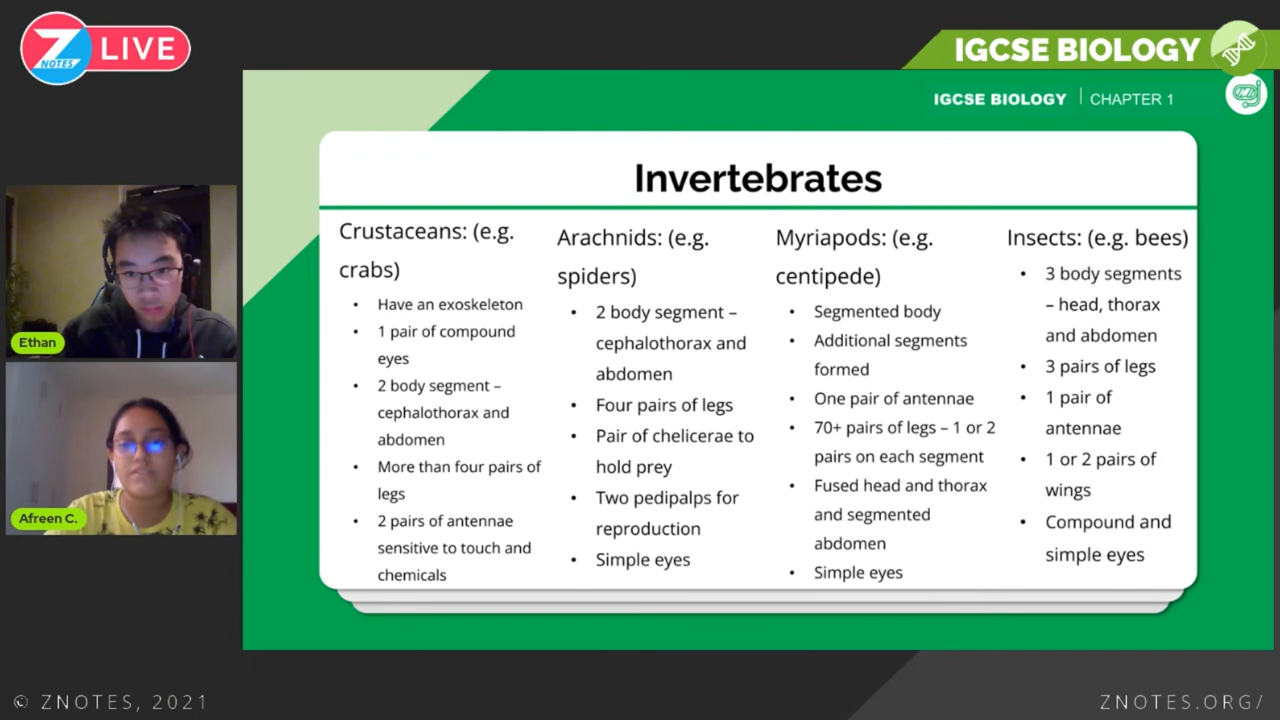 Z NOTES LIVE
IGCSE BIOLOGY
IGCSE BIOLOGY | CHAPTER 1
Invertebrates
Crustaceans: (e.g.
crabs)
• Have an exoskeleton
• 1 pair of compound
eyes
• 2 body segment –
cephalothorax and
abdomen
• More than four pairs of
legs
• 2 pairs of antennae
sensitive to touch and
chemicals
Arachnids: (e.g.
spiders)
• 2 body segment –
cephalothorax and
abdomen
• Four pairs of legs
• Pair of chelicerae to
hold prey
• Two pedipalps for
reproduction
• Simple eyes
Myriapods: (e.g.
centipede)
• Segmented body
• Additional segments
formed
• One pair of antennae
• 70+ pairs of legs – 1 or 2
pairs on each segment
• Fused head and thorax
and segmented
abdomen
• Simple eyes
Insects: (e.g. bees)
• 3 body segments
– head, thorax
and abdomen
• 3 pairs of legs
• 1 pair of
antennae
• 1 or 2 pairs of
wings
• Compound and
simple eyes
Ethan
Afreen C.
© ZNOTES, 2021
ZNOTES.ORG/